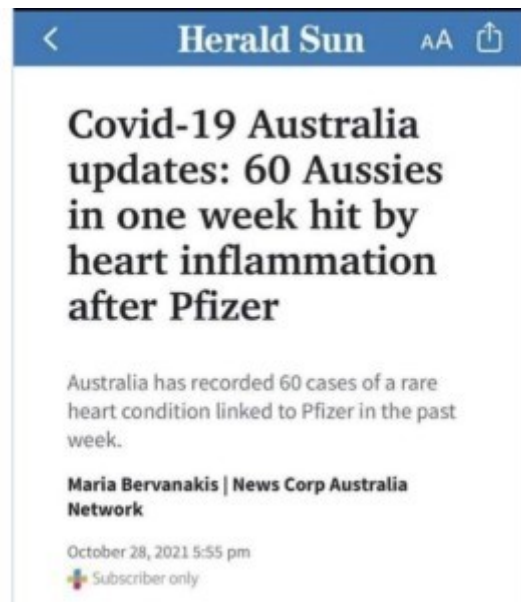 Herald Sun AA
Covid-19 Australia
updates: 60 Aussies
in one week hit by
heart inflammation
after Pfizer
Australia has recorded 60 cases of a rare
heart condition linked to Pfizer in the past
week.
Maria Bervanakis | News Corp Australia
Network
October 28, 2021 5:55 pm
Subscriber only